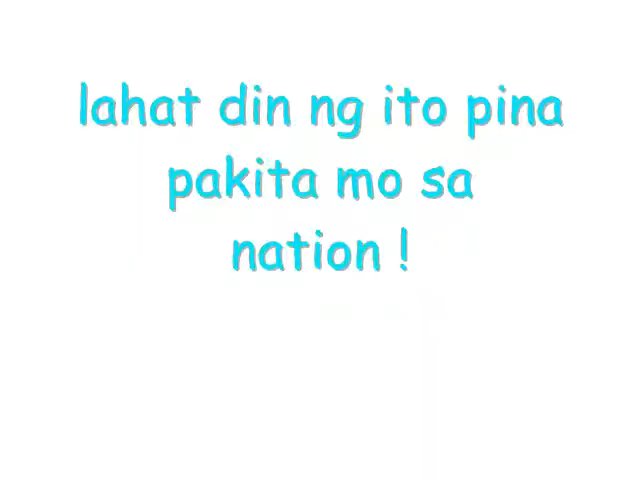 lahat din ng ito pina
pakita mo sa
nation !